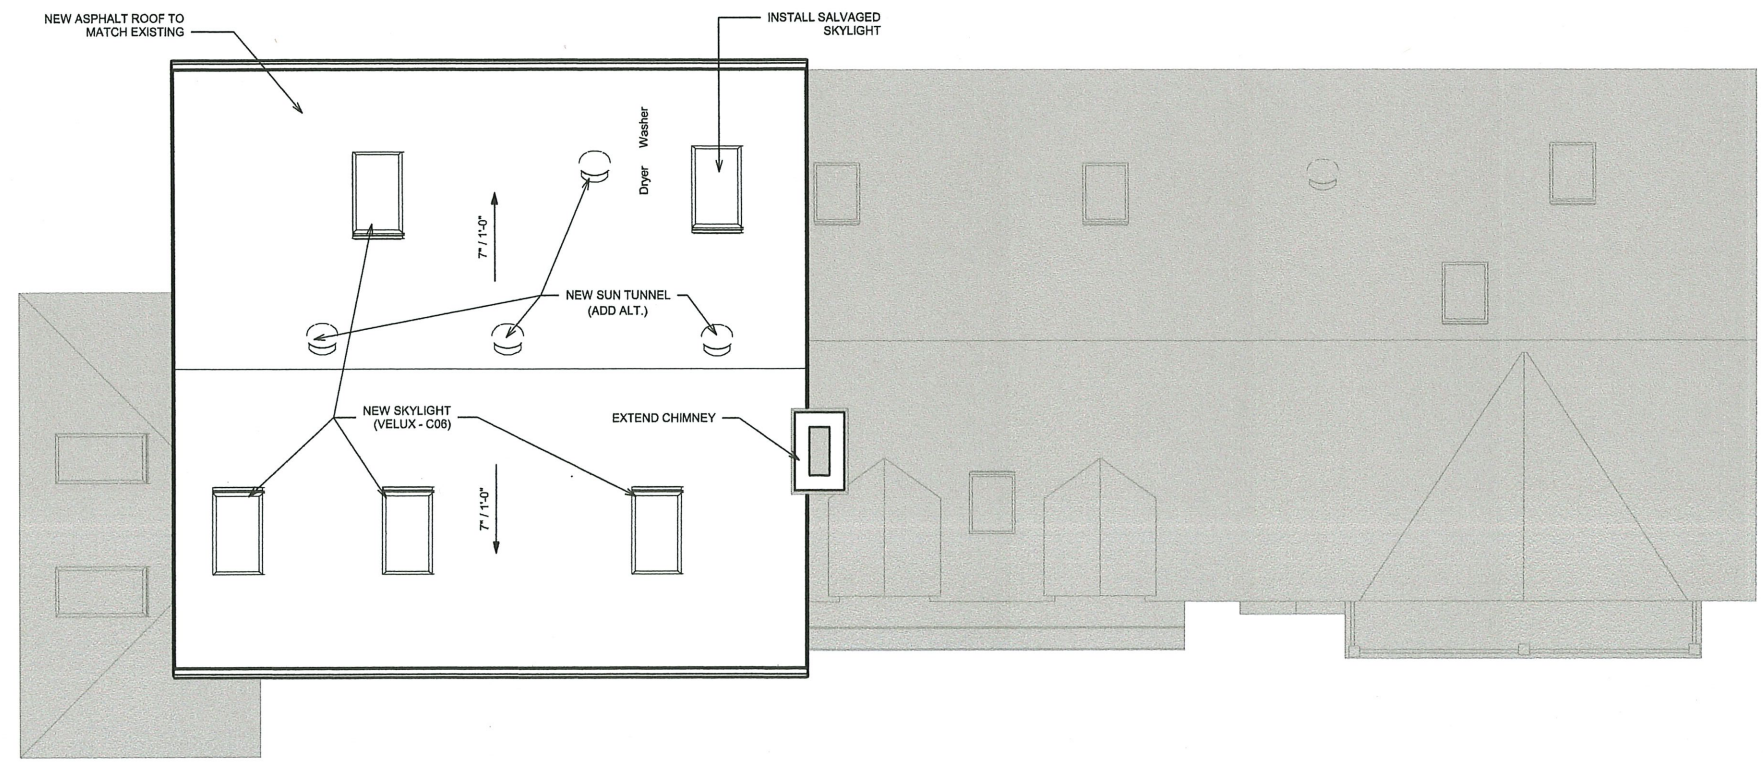 NEW ASPHALT ROOF TO
MATCH EXISTING
INSTALL SALVAGED
SKYLIGHT
Washer
Dryer
7" / 1'-0"
NEW SUN TUNNEL
(ADD ALT.)
NEW SKYLIGHT
(VELUX - C06)
EXTEND CHIMNEY
7" / 1'-0"